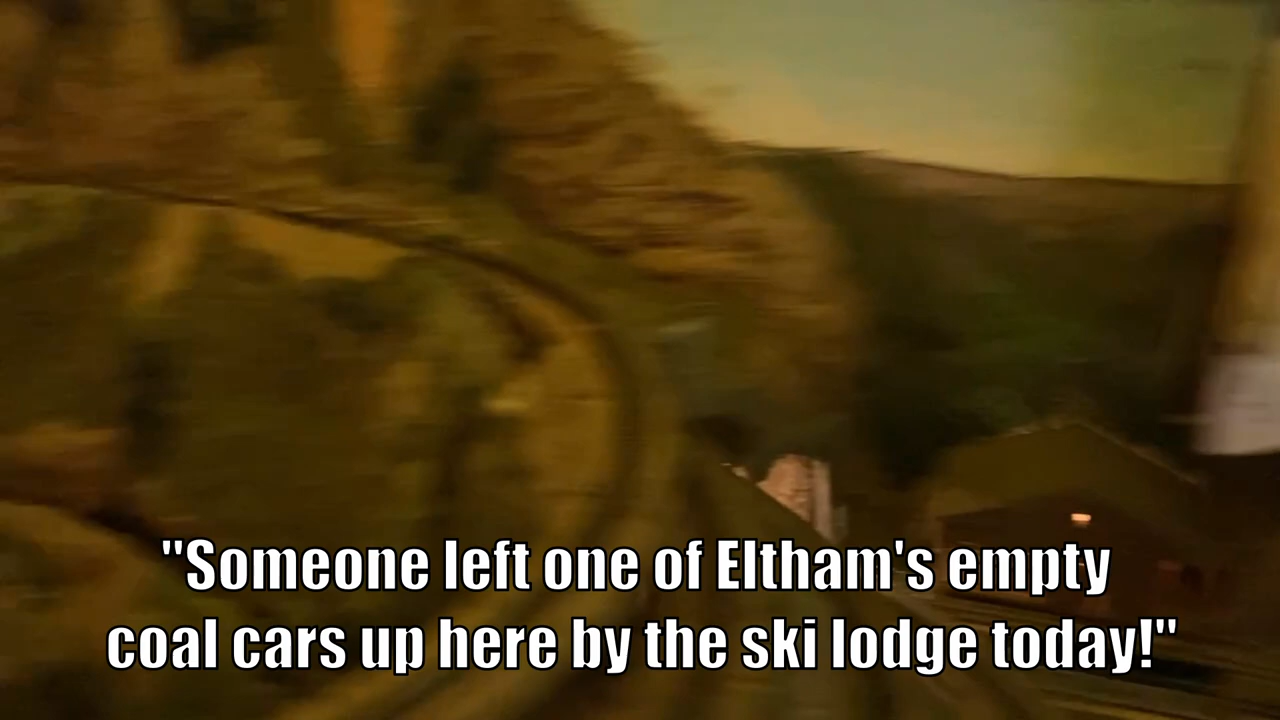 "Someone left one of Eltham's empty
coal cars up here by the ski lodge today!"